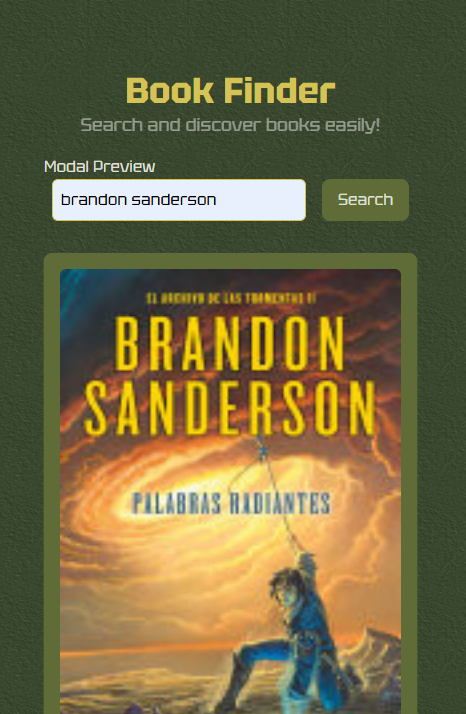 Book Finder
Search and discover books easily!
Modal Preview
brandon sanderson
Search
EL ARCHIVO DE LAS TORMENTAS II
BRANDON
SANDERSON
PALABRAS RADIANTES